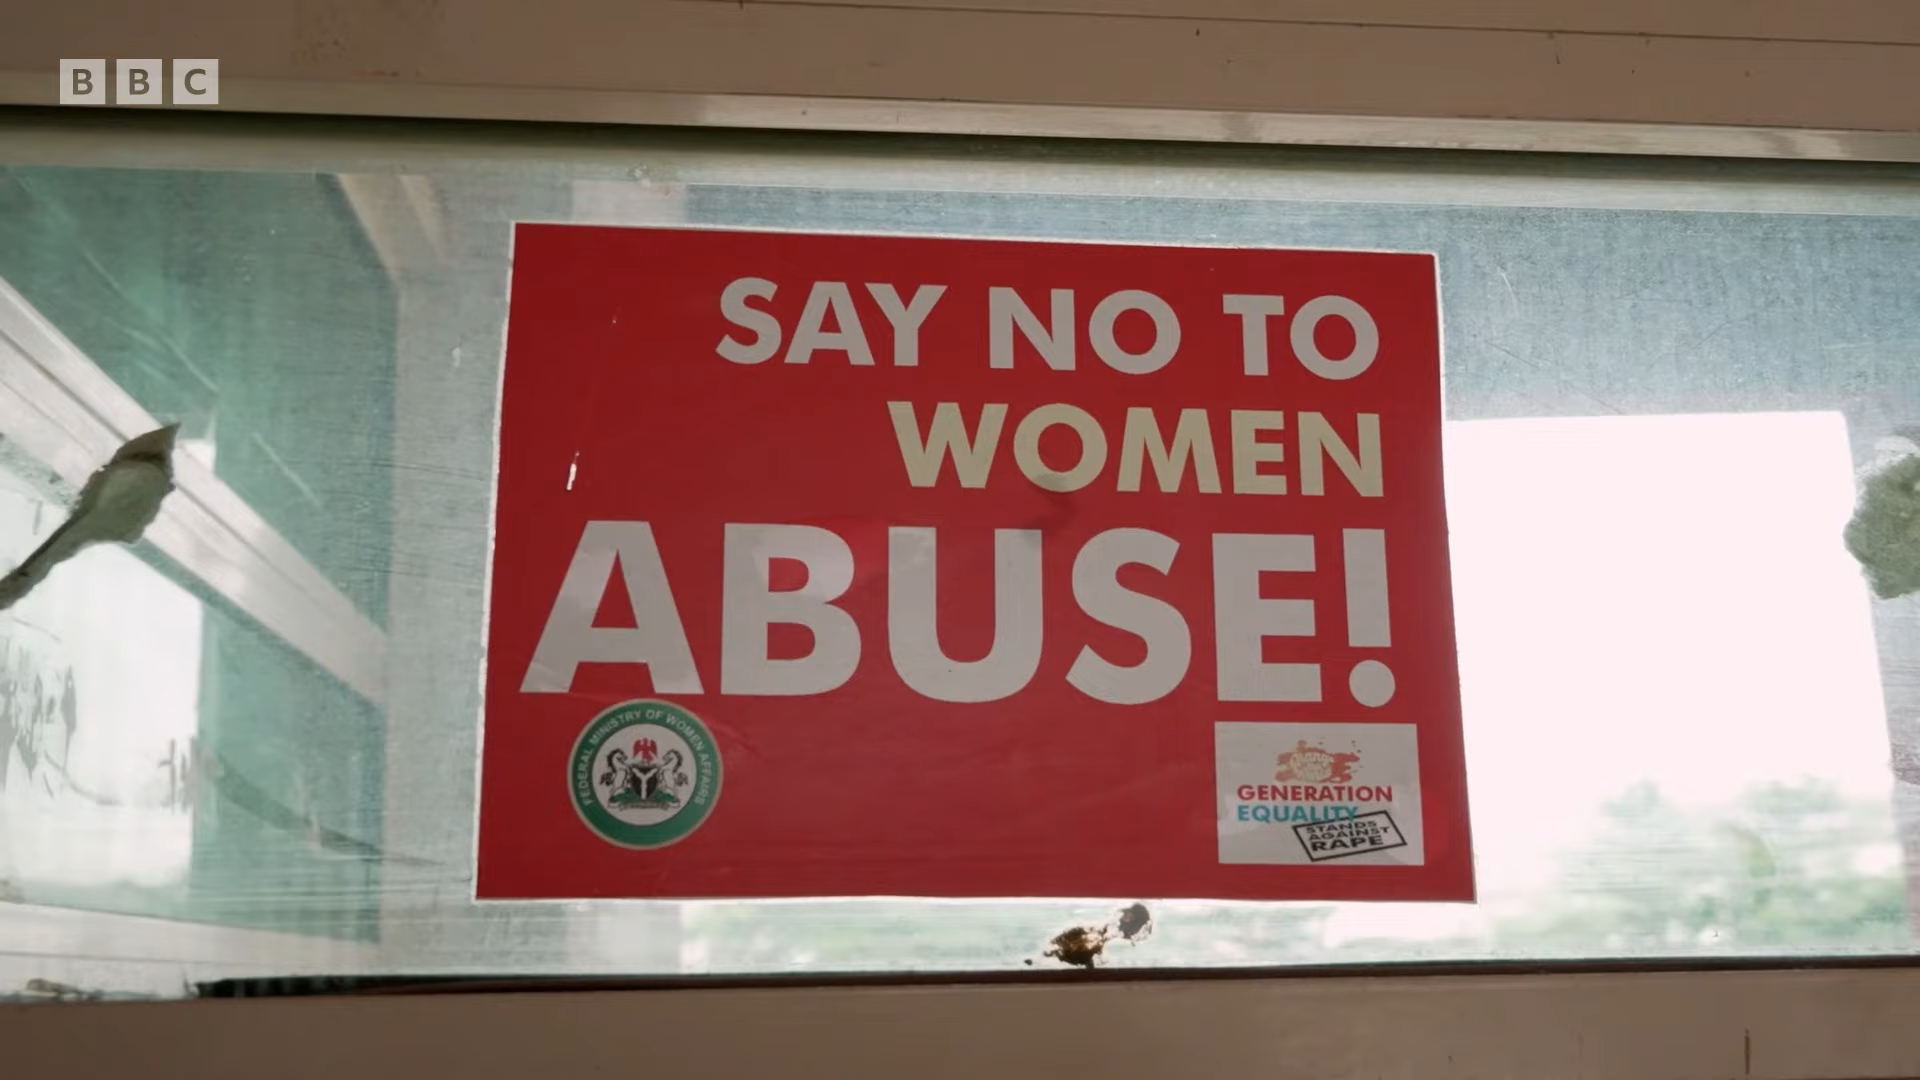 BBC
SAY NO TO
WOMEN
ABUSE!
FEDERAL MINISTRY OF WOMEN AFFAIRS
GENERATION
EQUALITY
STANDS
AGAINST
RAPE